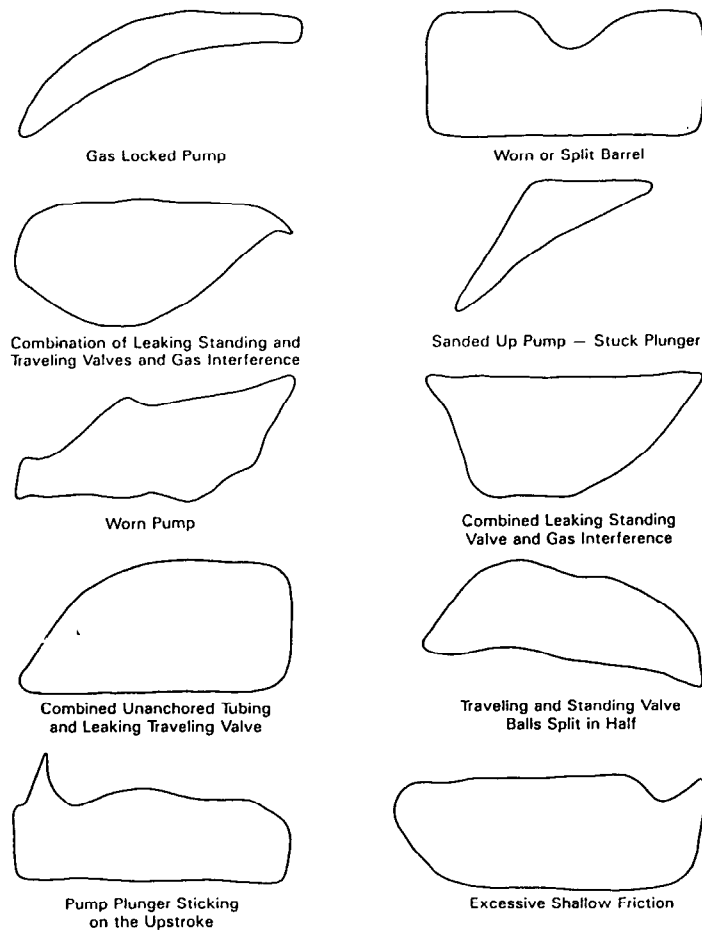 Gas Locked Pump
Worn or Split Barrel
Combination of Leaking Standing and
Traveling Valves and Gas Interference
Sanded Up Pump — Stuck Plunger
Worn Pump
Combined Leaking Standing
Valve and Gas Interference
Combined Unanchored Tubing
and Leaking Traveling Valve
Traveling and Standing Valve
Balls Split in Half
Pump Plunger Sticking
on the Upstroke
Excessive Shallow Friction